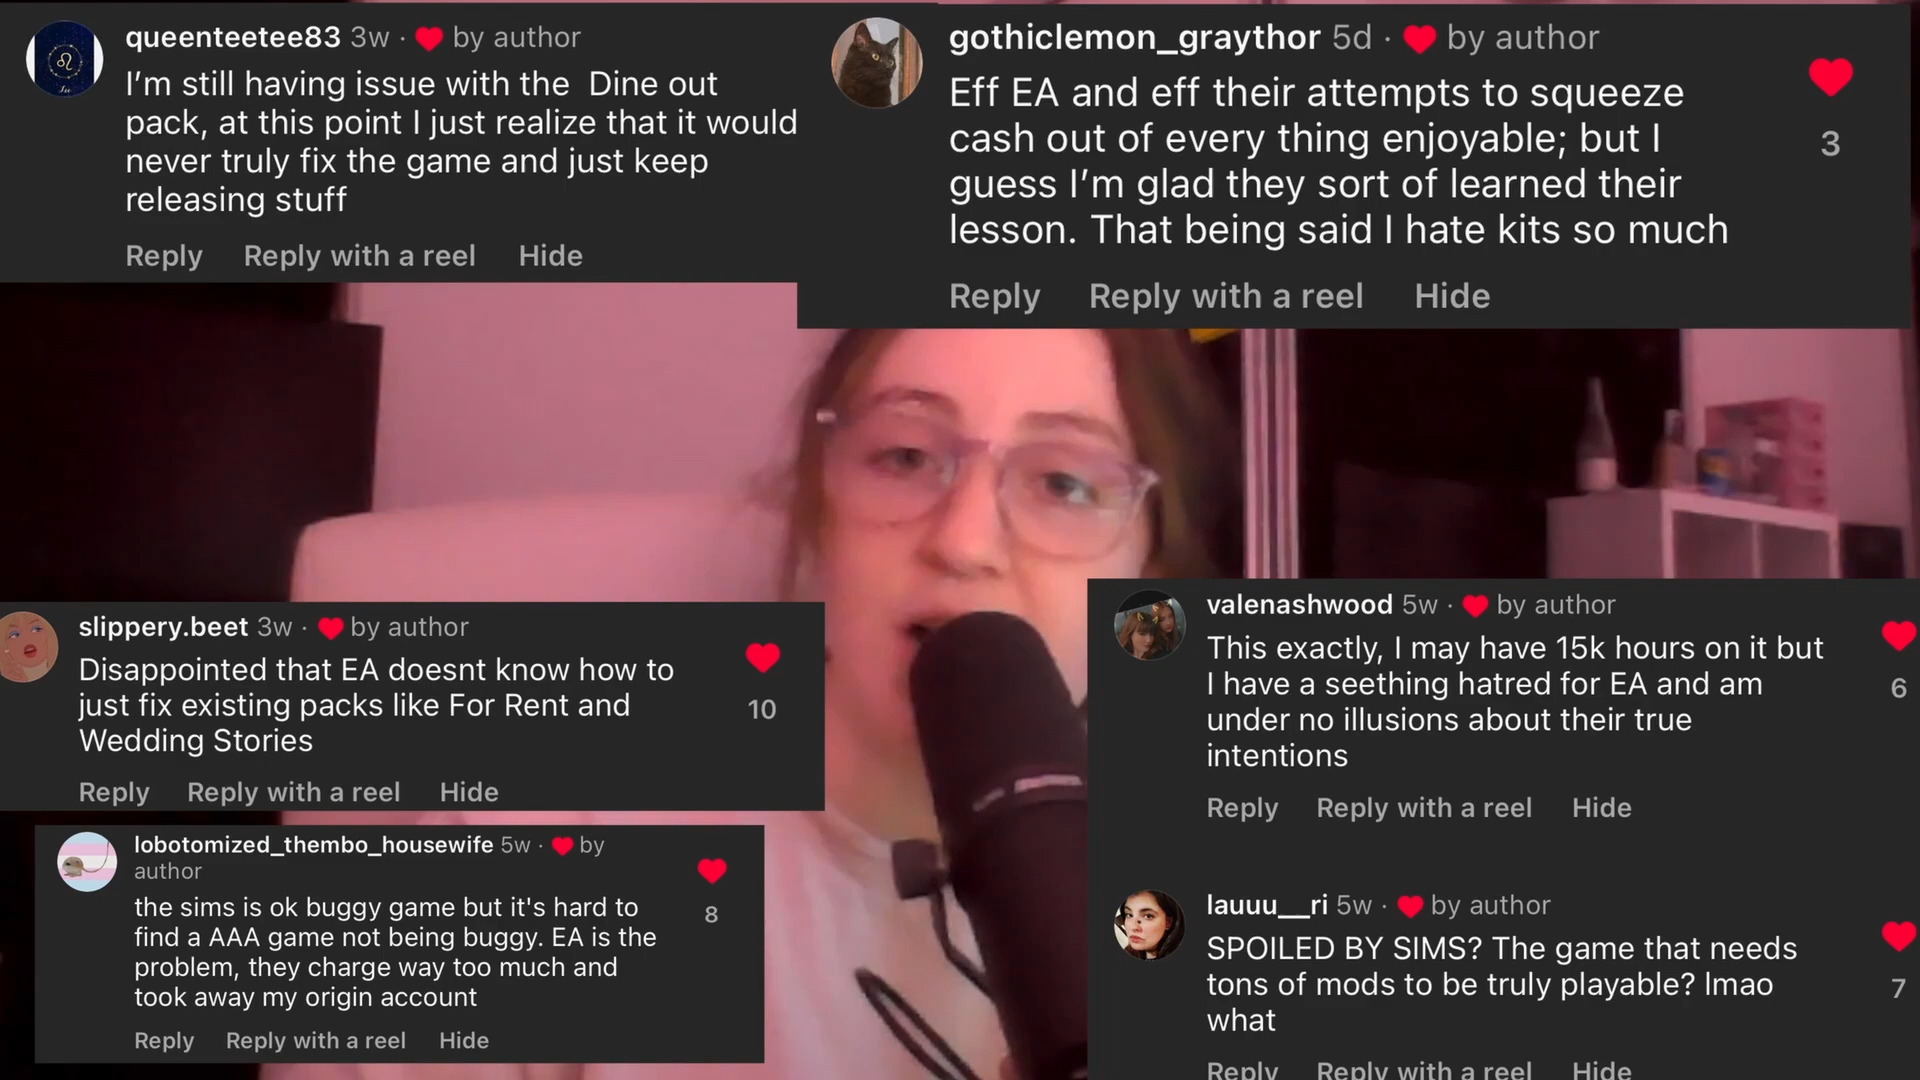 queenteetee83 3w · ❤️ by author
I'm still having issue with the Dine out
pack, at this point I just realize that it would
never truly fix the game and just keep
releasing stuff
Reply Reply with a reel Hide
gothiclemon_graythor 5d · ❤️ by author
Eff EA and eff their attempts to squeeze
cash out of every thing enjoyable; but I
guess I'm glad they sort of learned their
lesson. That being said I hate kits so much
3
Reply Reply with a reel Hide
slippery.beet 3w · ❤️ by author
Disappointed that EA doesnt know how to
just fix existing packs like For Rent and
Wedding Stories
10
Reply Reply with a reel Hide
lobotomized_thembo_housewife 5w · ❤️ by
author
the sims is ok buggy game but it's hard to
find a AAA game not being buggy. EA is the
problem, they charge way too much and
took away my origin account
8
Reply Reply with a reel Hide
valenashwood 5w · ❤️ by author
This exactly, I may have 15k hours on it but
I have a seething hatred for EA and am
under no illusions about their true
intentions
6
Reply Reply with a reel Hide
lauuu__ri 5w · ❤️ by author
SPOILED BY SIMS? The game that needs
tons of mods to be truly playable? lmao
what
7
Reply Reply with a reel Hide